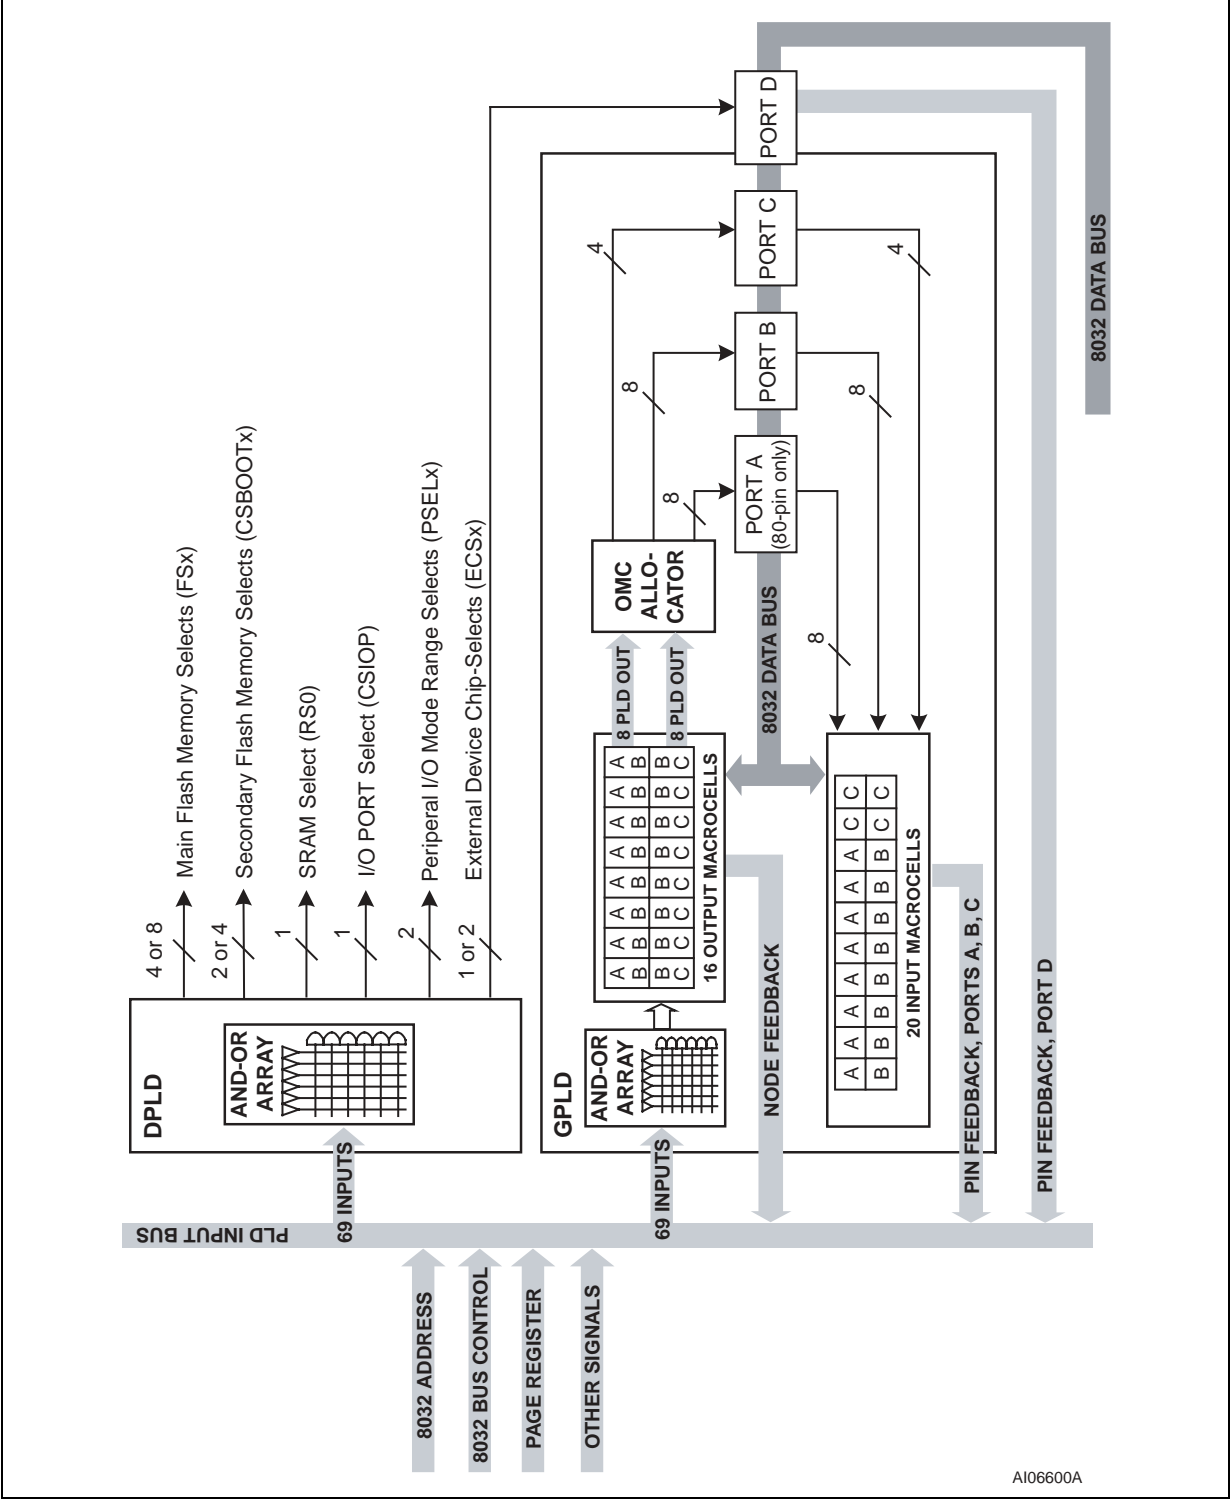 PLD INPUT BUS
8032 ADDRESS
8032 BUS CONTROL
PAGE REGISTER
OTHER SIGNALS
69 INPUTS
DPLD
AND-OR
ARRAY
4 or 8
Main Flash Memory Selects (FSx)
2 or 4
Secondary Flash Memory Selects (CSBOOTx)
1
SRAM Select (RS0)
1
I/O PORT Select (CSIOP)
2
Periperal I/O Mode Range Selects (PSELx)
1 or 2
External Device Chip-Selects (ECSx)
69 INPUTS
GPLD
AND-OR
ARRAY
A A A A A A A A
B B B B B B B B
B B B B B B B B
C C C C C C C C
16 OUTPUT MACROCELLS
8 PLD OUT
8 PLD OUT
OMC
ALLO-
CATOR
4
8
8
PORT A
(80-pin only)
PORT B
PORT C
PORT D
8032 DATA BUS
8
8
4
A A A A A A A A C C
B B B B B B B B C C
20 INPUT MACROCELLS
NODE FEEDBACK
PIN FEEDBACK, PORTS A, B, C
PIN FEEDBACK, PORT D
8032 DATA BUS
AI06600A